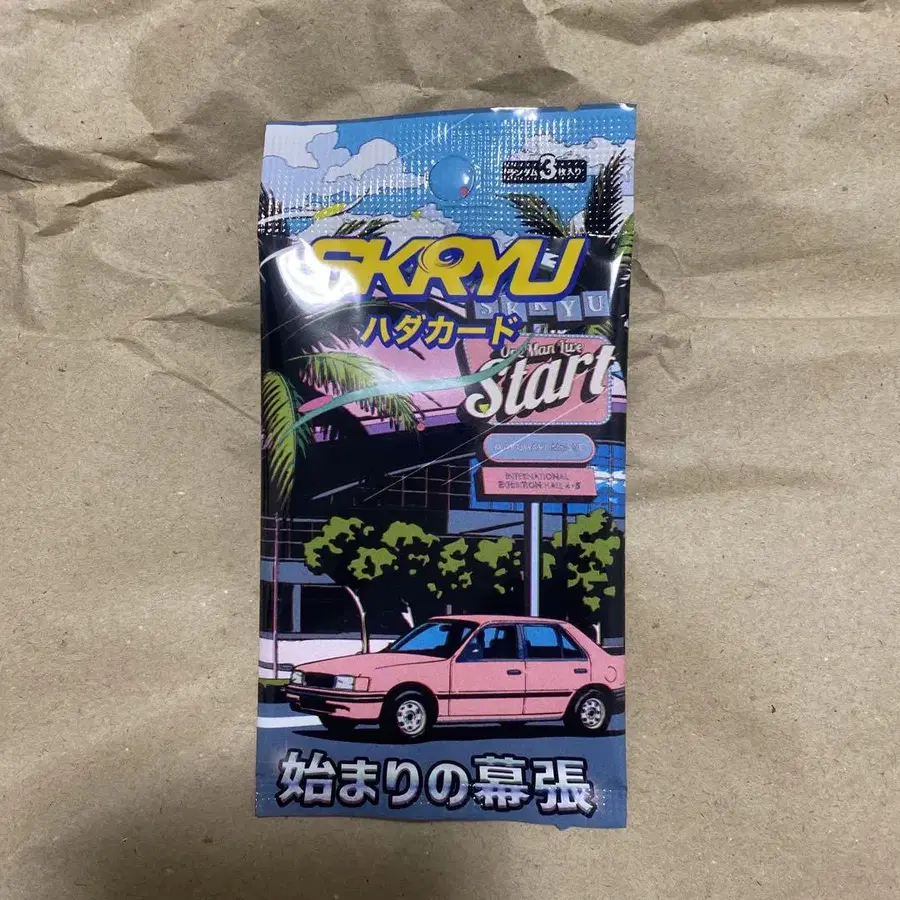 ランダム3枚入り
SKRYU
ハダカード
SKRYU
One Man Live
Start
INTERNATIONAL
EXHIBITION HALL 4-5
始まりの幕張